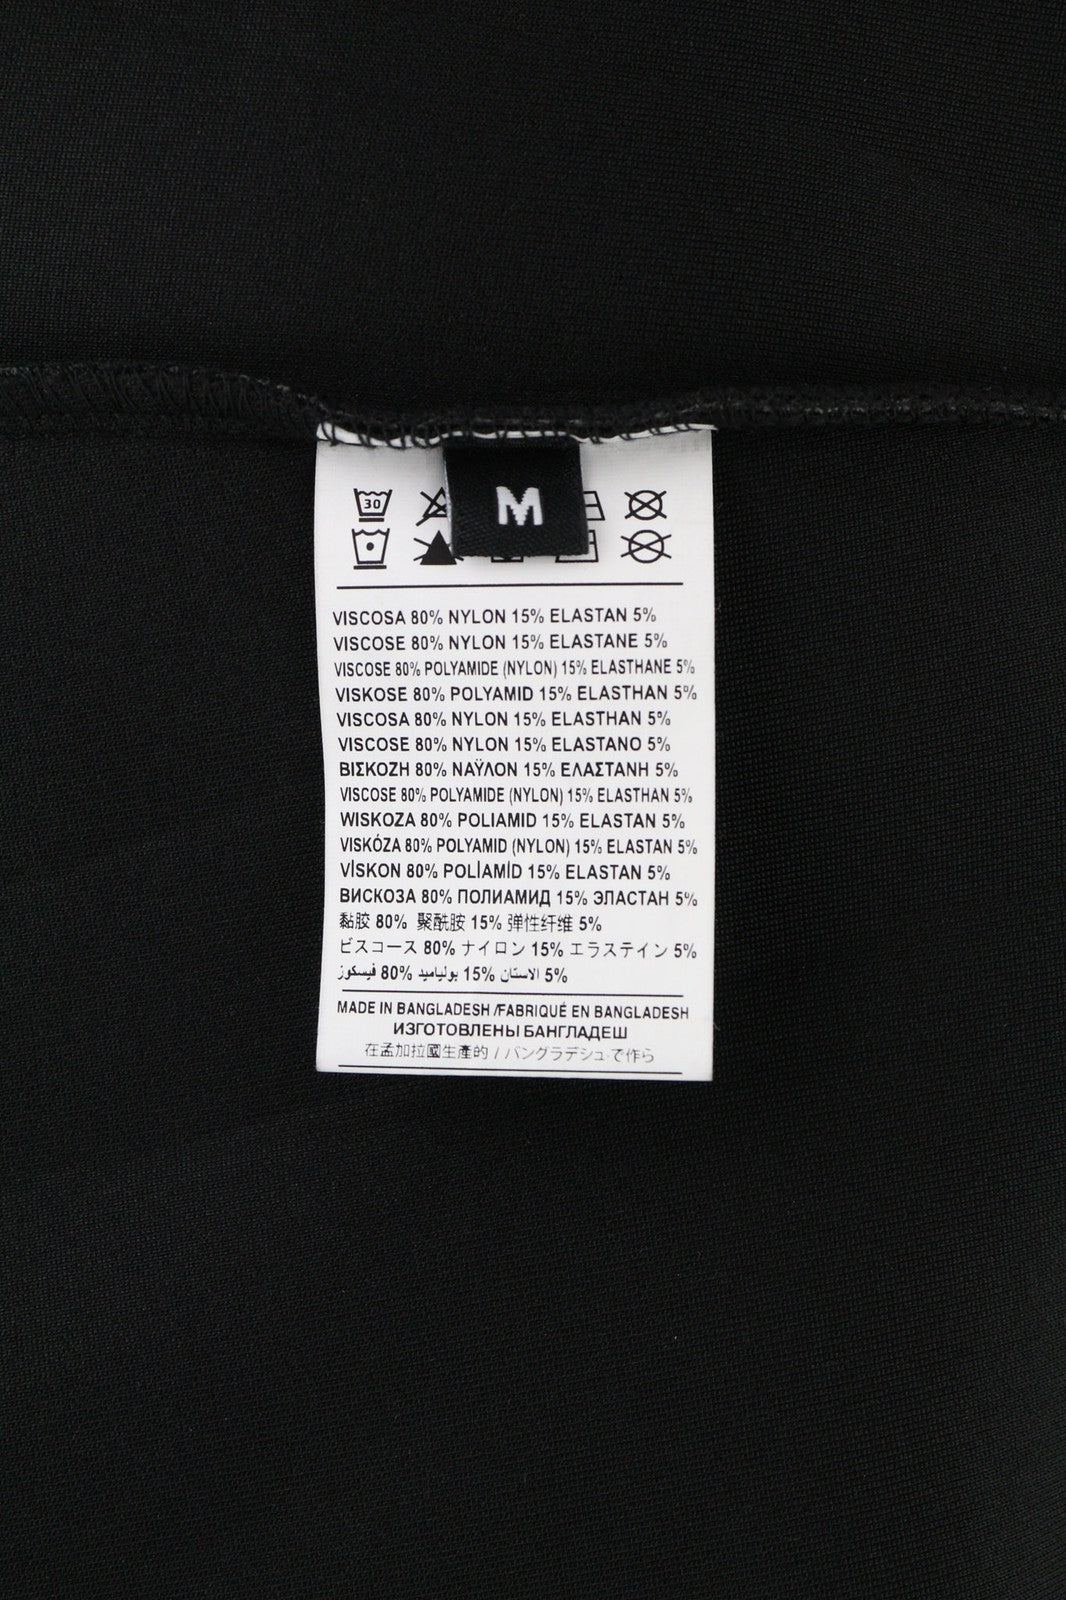 M
30
VISCOSA 80% NYLON 15% ELASTAN 5%
VISCOSE 80% NYLON 15% ELASTANE 5%
VISCOSE 80% POLYAMIDE (NYLON) 15% ELASTHANE 5%
VISKOSE 80% POLYAMID 15% ELASTHAN 5%
VISCOSA 80% NYLON 15% ELASTHAN 5%
VISCOSE 80% NYLON 15% ELASTANO 5%
ΒΙΣΚΟΖΗ 80% ΝΑΫΛΟΝ 15% ΕΛΑΣΤΑΝΗ 5%
VISCOSE 80% POLYAMIDE (NYLON) 15% ELASTHAN 5%
WISKOZA 80% POLIAMID 15% ELASTAN 5%
VISKÓZA 80% POLYAMID (NYLON) 15% ELASTAN 5%
VİSKON 80% POLİAMİD 15% ELASTAN 5%
ВИСКОЗА 80% ПОЛИАМИД 15% ЭЛАСТАН 5%
黏胶 80% 聚酰胺 15% 弹性纤维 5%
ビスコース 80% ナイロン 15% エラステイン 5%
فيسكوز 80% بولياميد 15% الاستان 5%
MADE IN BANGLADESH /FABRIQUÉ EN BANGLADESH
ИЗГОТОВЛЕНЫ БАНГЛАДЕШ
在孟加拉國生產的 / バングラデシュで作ら